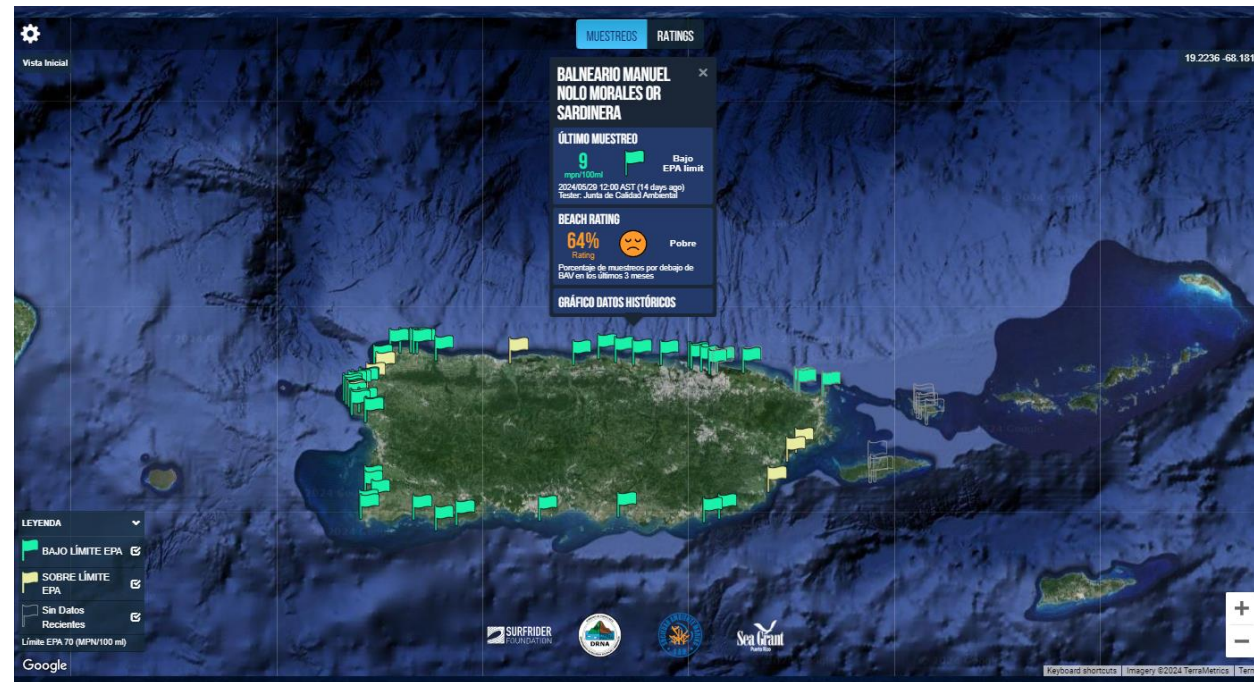 MUESTREOS RATINGS
Vista Inicial
19.2236 -68.181
BALNEARIO MANUEL
NOLO MORALES OR
SARDINERA
×
ÚLTIMO MUESTREO
9
mpn/100ml
Bajo
EPA limit
2024/05/29 12:00 AST (14 days ago)
Tester: Junta de Calidad Ambiental
BEACH RATING
64%
Rating
Pobre
Porcentaje de muestreos por debajo de
BAV en los últimos 3 meses
GRÁFICO DATOS HISTÓRICOS
LEYENDA
BAJO LÍMITE EPA
SOBRE LÍMITE
EPA
Sin Datos
Recientes
Límite EPA 70 (MPN/100 ml)
Google
SURFRIDER
FOUNDATION
DRNA
Sea Grant
Puerto Rico
+
−
Keyboard shortcuts
Imagery ©2024 TerraMetrics